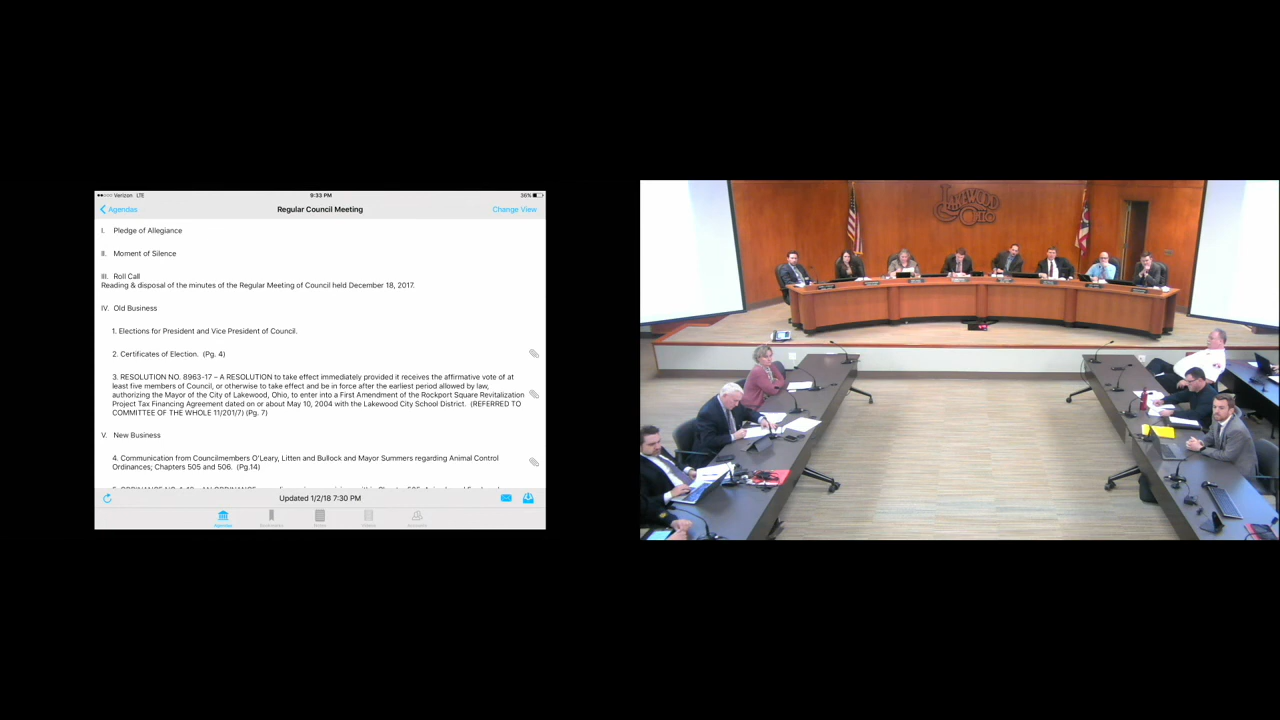 Verizon LTE
9:33 PM
36%
Agendas
Regular Council Meeting
Change View
I. Pledge of Allegiance
II. Moment of Silence
III. Roll Call
Reading & disposal of the minutes of the Regular Meeting of Council held December 18, 2017.
IV. Old Business
1. Elections for President and Vice President of Council.
2. Certificates of Election. (Pg. 4)
3. RESOLUTION NO. 8963-17 – A RESOLUTION to take effect immediately provided it receives the affirmative vote of at
least five members of Council, or otherwise to take effect and be in force after the earliest period allowed by law,
authorizing the Mayor of the City of Lakewood, Ohio, to enter into a First Amendment of the Rockport Square Revitalization
Project Tax Financing Agreement dated on or about May 10, 2004 with the Lakewood City School District. (REFERRED TO
COMMITTEE OF THE WHOLE 11/201/7) (Pg. 7)
V. New Business
4. Communication from Councilmembers O'Leary, Litten and Bullock and Mayor Summers regarding Animal Control
Ordinances; Chapters 505 and 506. (Pg.14)
Updated 1/2/18 7:30 PM
Agendas
LAKEWOOD
OHIO